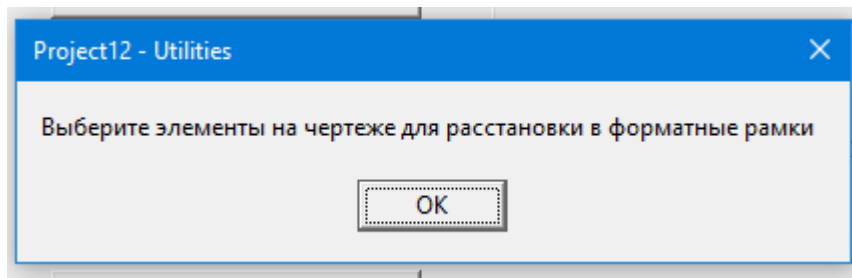 Project12 - Utilities
Выберите элементы на чертеже для расстановки в форматные рамки
OK